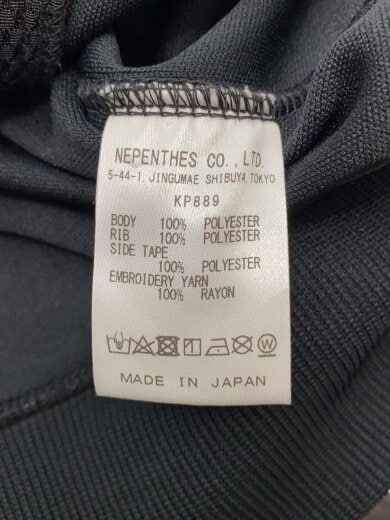 NEPENTHES CO.,LTD.
5-44-1, JINGUMAE SHIBUYA, TOKYO
KP889
BODY 100% POLYESTER
RIB 100% POLYESTER
SIDE TAPE
100% POLYESTER
EMBROIDERY YARN
100% RAYON
W
MADE IN JAPAN